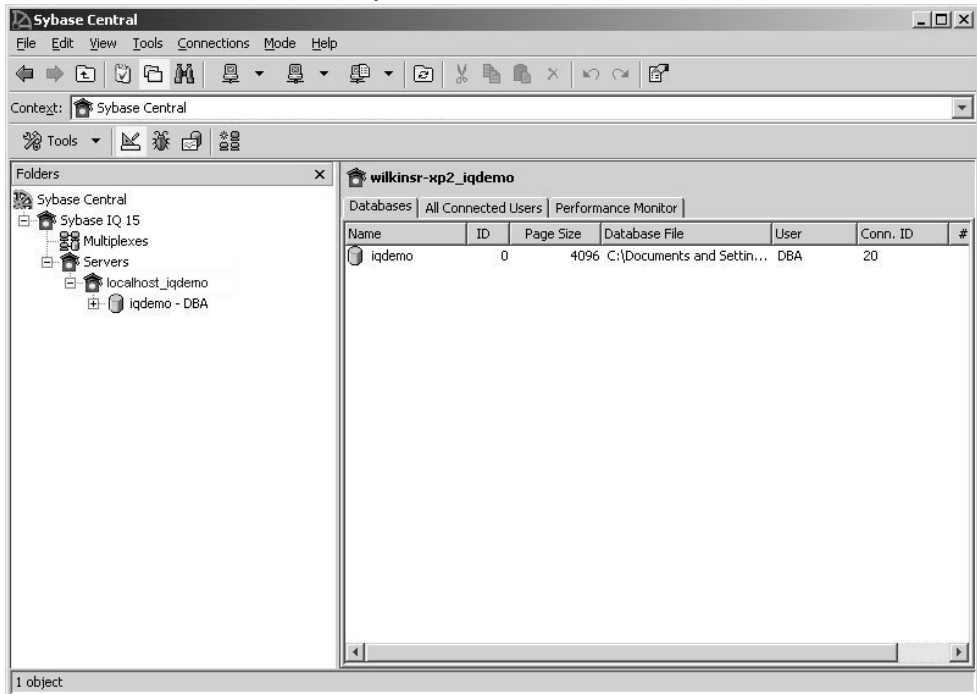 Sybase Central
File Edit View Tools Connections Mode Help
Context: Sybase Central
Tools
Folders
Sybase Central
Sybase IQ 15
Multiplexes
Servers
localhost_iqdemo
iqdemo - DBA
wilkinsr-xp2_iqdemo
Databases All Connected Users Performance Monitor
Name ID Page Size Database File User Conn. ID #
iqdemo 0 4096 C:\Documents and Settin... DBA 20
1 object